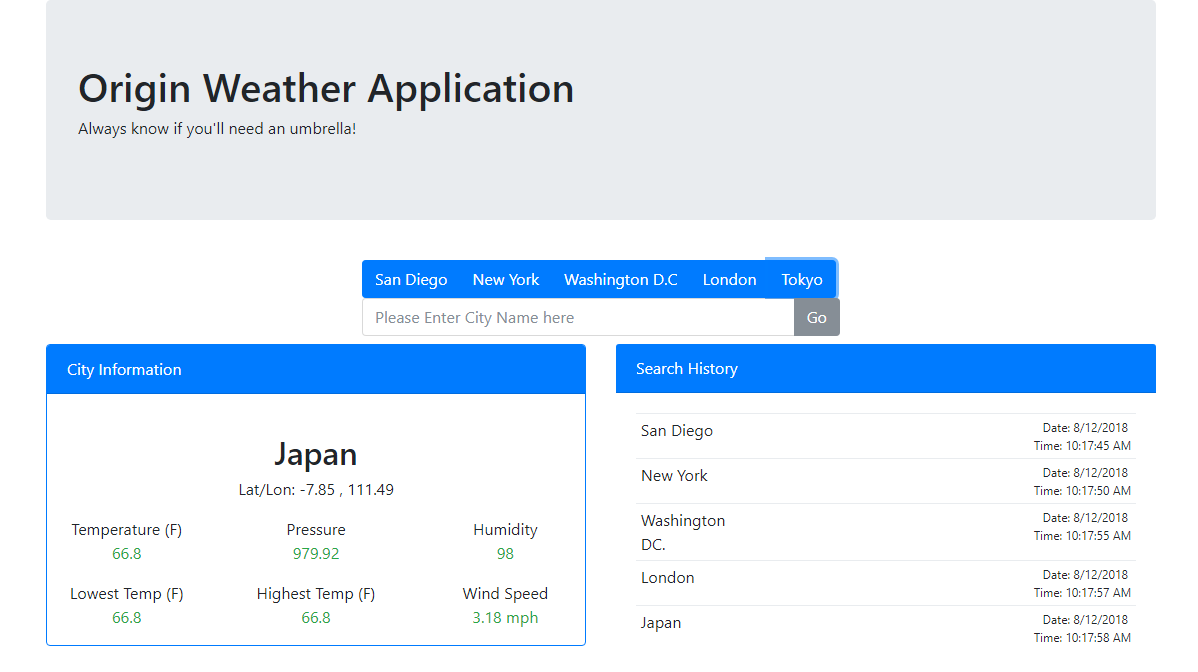 Origin Weather Application
Always know if you'll need an umbrella!
San Diego New York Washington D.C London Tokyo
Please Enter City Name here Go
City Information
Japan
Lat/Lon: -7.85 , 111.49
Temperature (F) Pressure Humidity
66.8 979.92 98
Lowest Temp (F) Highest Temp (F) Wind Speed
66.8 66.8 3.18 mph
Search History
San Diego Date: 8/12/2018
Time: 10:17:45 AM
New York Date: 8/12/2018
Time: 10:17:50 AM
Washington Date: 8/12/2018
DC. Time: 10:17:55 AM
London Date: 8/12/2018
Time: 10:17:57 AM
Japan Date: 8/12/2018
Time: 10:17:58 AM